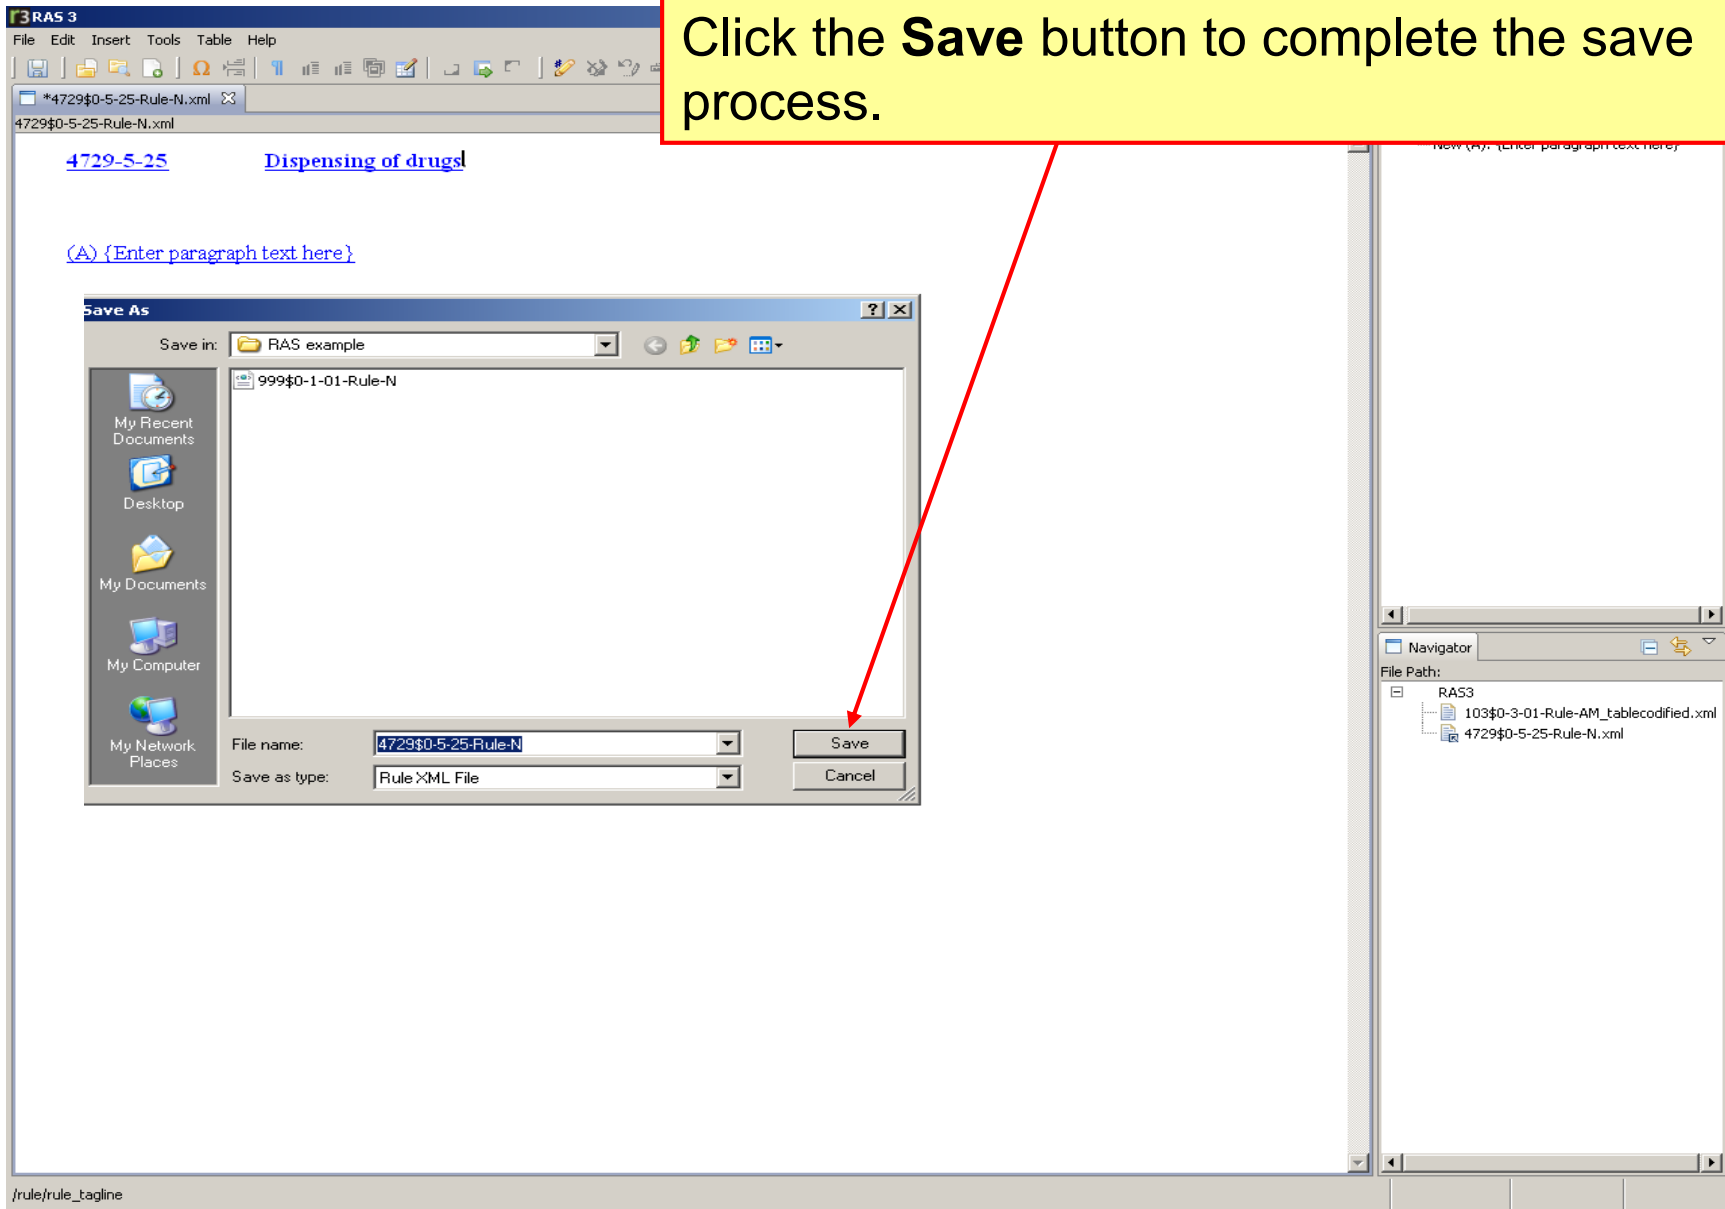 RAS 3
File Edit Insert Tools Table Help
Click the Save button to complete the save
process.
*4729$0-5-25-Rule-N.xml
4729$0-5-25-Rule-N.xml
4729-5-25 Dispensing of drugs
New (A): {Enter paragraph text here}
(A) {Enter paragraph text here}
Save As
Save in: RAS example
999$0-1-01-Rule-N
My Recent
Documents
Desktop
My Documents
My Computer
My Network
Places
File name: 4729$0-5-25-Rule-N Save
Save as type: Rule XML File Cancel
Navigator
File Path:
RAS3
103$0-3-01-Rule-AM_tablecodified.xml
4729$0-5-25-Rule-N.xml
/rule/rule_tagline